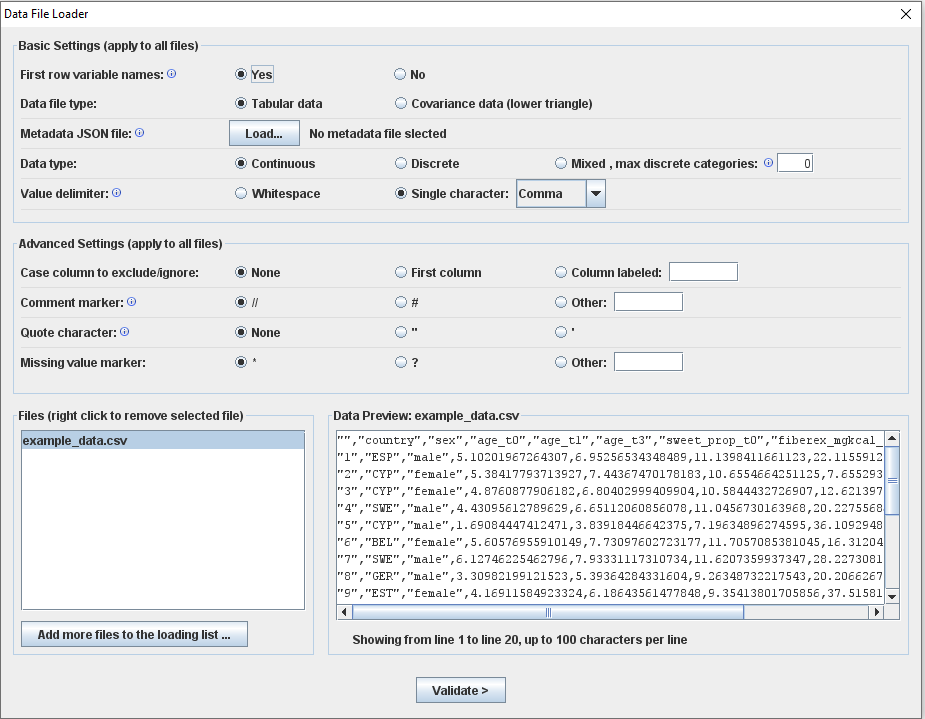 Data File Loader
Basic Settings (apply to all files)
First row variable names: Yes No
Data file type: Tabular data Covariance data (lower triangle)
Metadata JSON file: Load... No metadata file slected
Data type: Continuous Discrete Mixed , max discrete categories: 0
Value delimiter: Whitespace Single character: Comma
Advanced Settings (apply to all files)
Case column to exclude/ignore: None First column Column labeled:
Comment marker: // # Other:
Quote character: None " '
Missing value marker: * ? Other:
Files (right click to remove selected file)
example_data.csv
Add more files to the loading list ...
Data Preview: example_data.csv
"","country","sex","age_t0","age_t1","age_t3","sweet_prop_t0","fiberex_mgkcal_
"1","ESP","male",5.10201967264307,6.95256534348489,11.1398411661123,22.1155912
"2","CYP","female",5.38417793713927,7.44367470178183,10.6554664251125,7.655293
"3","CYP","female",4.8760877906182,6.80402999409904,10.5844432726907,12.621397
"4","SWE","male",4.43095612789629,6.65112060856078,11.0456730163968,20.2275568
"5","CYP","male",1.69084447412471,3.83918446642375,7.19634896274595,36.1092948
"6","BEL","female",5.60576955910149,7.73097602723177,11.7057085381045,16.31204
"7","SWE","male",6.12746225462796,7.93331117310734,11.6207359937347,28.2273081
"8","GER","male",3.30982199121523,5.39364284331604,9.26348732217543,20.2066267
"9","EST","female",4.16911584923324,6.18643561477848,9.35413801705856,37.51581
Showing from line 1 to line 20, up to 100 characters per line
Validate >